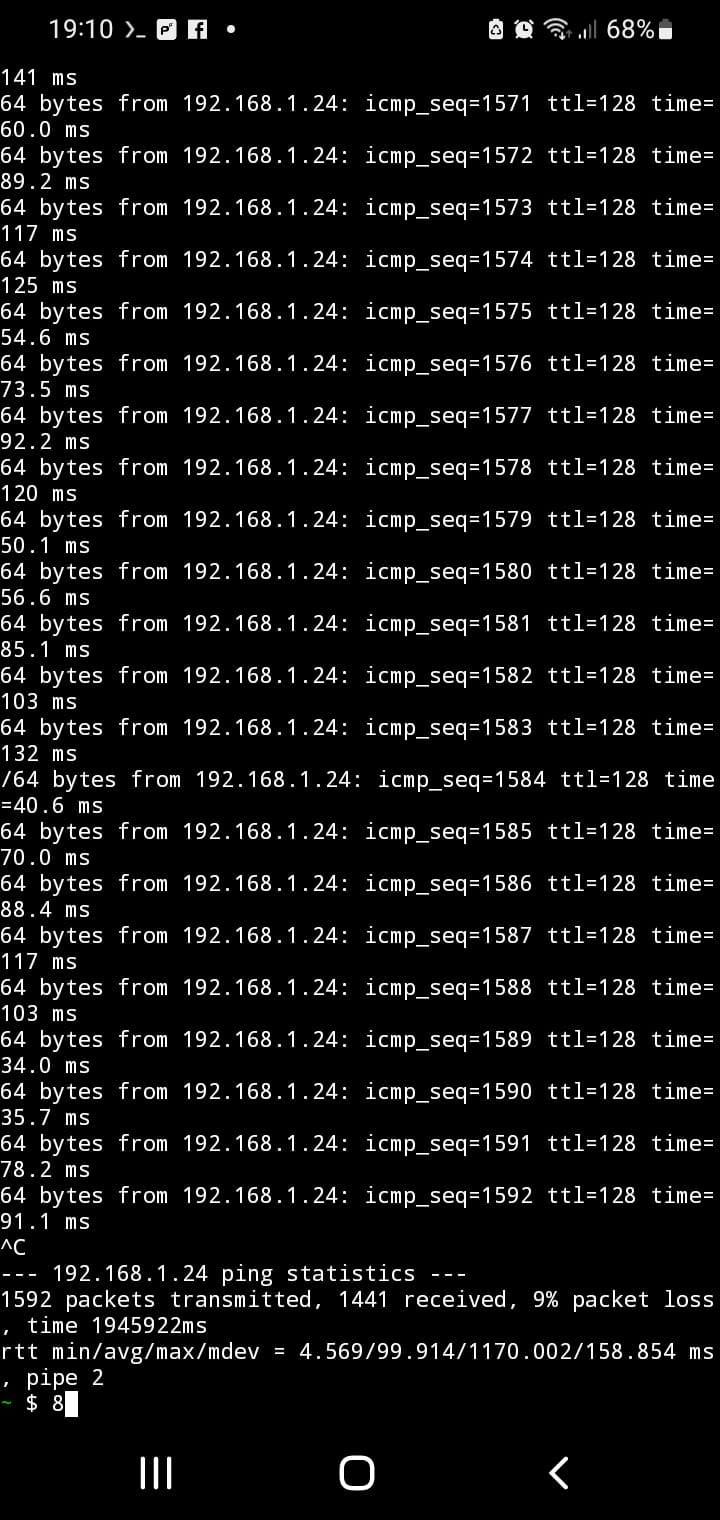 19:10 68%
141 ms
64 bytes from 192.168.1.24: icmp_seq=1571 ttl=128 time=
60.0 ms
64 bytes from 192.168.1.24: icmp_seq=1572 ttl=128 time=
89.2 ms
64 bytes from 192.168.1.24: icmp_seq=1573 ttl=128 time=
117 ms
64 bytes from 192.168.1.24: icmp_seq=1574 ttl=128 time=
125 ms
64 bytes from 192.168.1.24: icmp_seq=1575 ttl=128 time=
54.6 ms
64 bytes from 192.168.1.24: icmp_seq=1576 ttl=128 time=
73.5 ms
64 bytes from 192.168.1.24: icmp_seq=1577 ttl=128 time=
92.2 ms
64 bytes from 192.168.1.24: icmp_seq=1578 ttl=128 time=
120 ms
64 bytes from 192.168.1.24: icmp_seq=1579 ttl=128 time=
50.1 ms
64 bytes from 192.168.1.24: icmp_seq=1580 ttl=128 time=
56.6 ms
64 bytes from 192.168.1.24: icmp_seq=1581 ttl=128 time=
85.1 ms
64 bytes from 192.168.1.24: icmp_seq=1582 ttl=128 time=
103 ms
64 bytes from 192.168.1.24: icmp_seq=1583 ttl=128 time=
132 ms
/64 bytes from 192.168.1.24: icmp_seq=1584 ttl=128 time
=40.6 ms
64 bytes from 192.168.1.24: icmp_seq=1585 ttl=128 time=
70.0 ms
64 bytes from 192.168.1.24: icmp_seq=1586 ttl=128 time=
88.4 ms
64 bytes from 192.168.1.24: icmp_seq=1587 ttl=128 time=
117 ms
64 bytes from 192.168.1.24: icmp_seq=1588 ttl=128 time=
103 ms
64 bytes from 192.168.1.24: icmp_seq=1589 ttl=128 time=
34.0 ms
64 bytes from 192.168.1.24: icmp_seq=1590 ttl=128 time=
35.7 ms
64 bytes from 192.168.1.24: icmp_seq=1591 ttl=128 time=
78.2 ms
64 bytes from 192.168.1.24: icmp_seq=1592 ttl=128 time=
91.1 ms
^C
--- 192.168.1.24 ping statistics ---
1592 packets transmitted, 1441 received, 9% packet loss
, time 1945922ms
rtt min/avg/max/mdev = 4.569/99.914/1170.002/158.854 ms
, pipe 2
~ $ 8